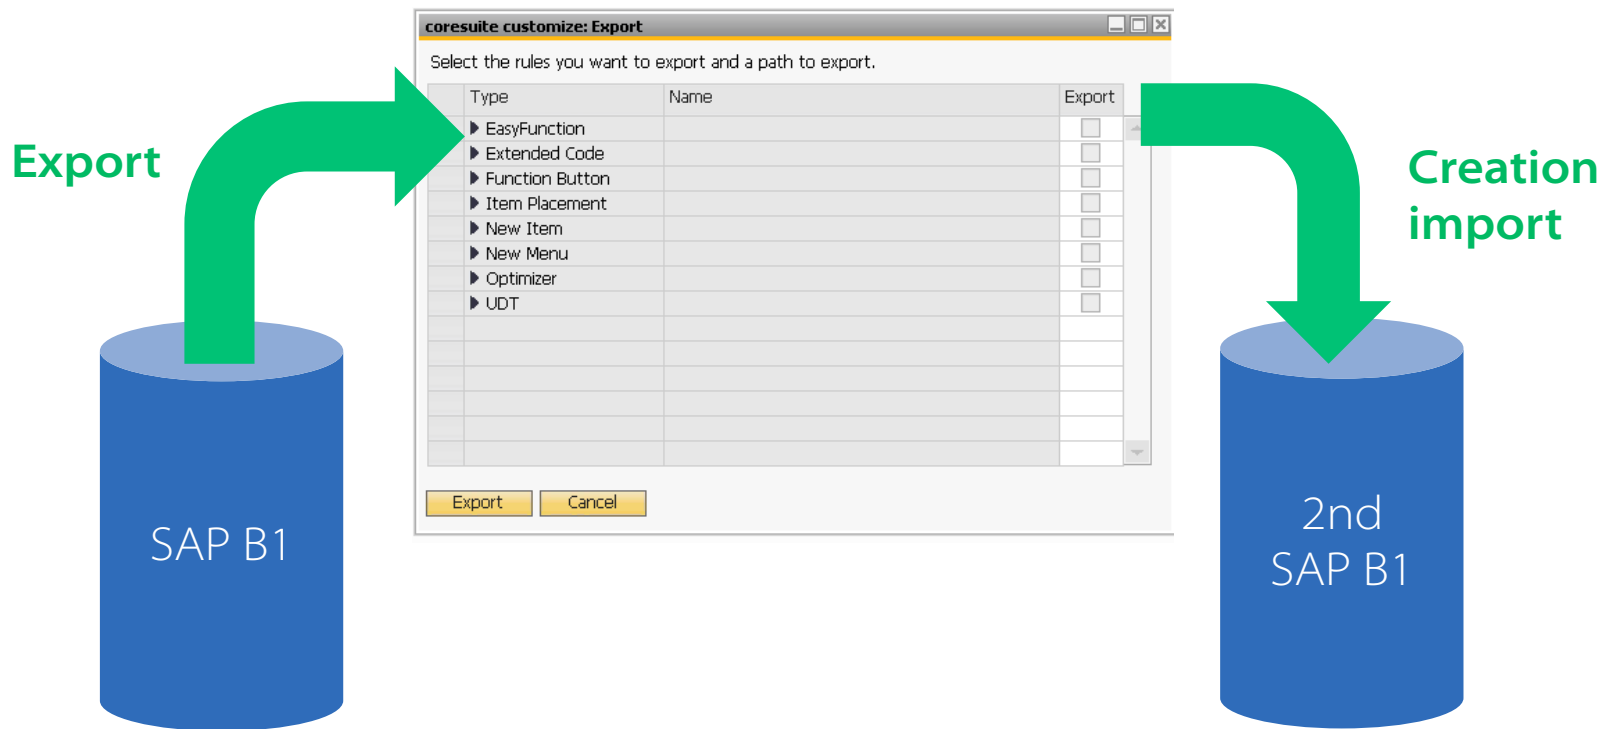 coresuite customize: Export
Select the rules you want to export and a path to export.
Type Name Export
EasyFunction
Extended Code
Function Button
Item Placement
New Item
New Menu
Optimizer
UDT
Export Cancel
Export
Creation
import
SAP B1
2nd
SAP B1